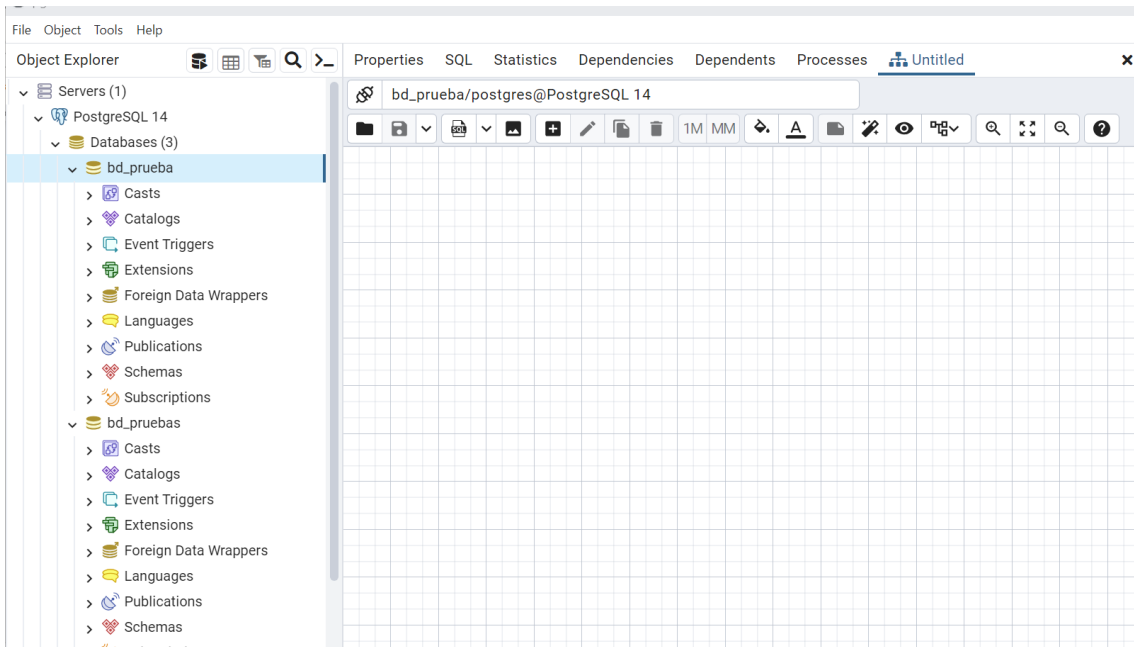 File Object Tools Help
Object Explorer
Properties SQL Statistics Dependencies Dependents Processes Untitled
bd_prueba/postgres@PostgreSQL 14
SQL 1M MM A
Servers (1)
PostgreSQL 14
Databases (3)
bd_prueba
Casts
Catalogs
Event Triggers
Extensions
Foreign Data Wrappers
Languages
Publications
Schemas
Subscriptions
bd_pruebas
Casts
Catalogs
Event Triggers
Extensions
Foreign Data Wrappers
Languages
Publications
Schemas